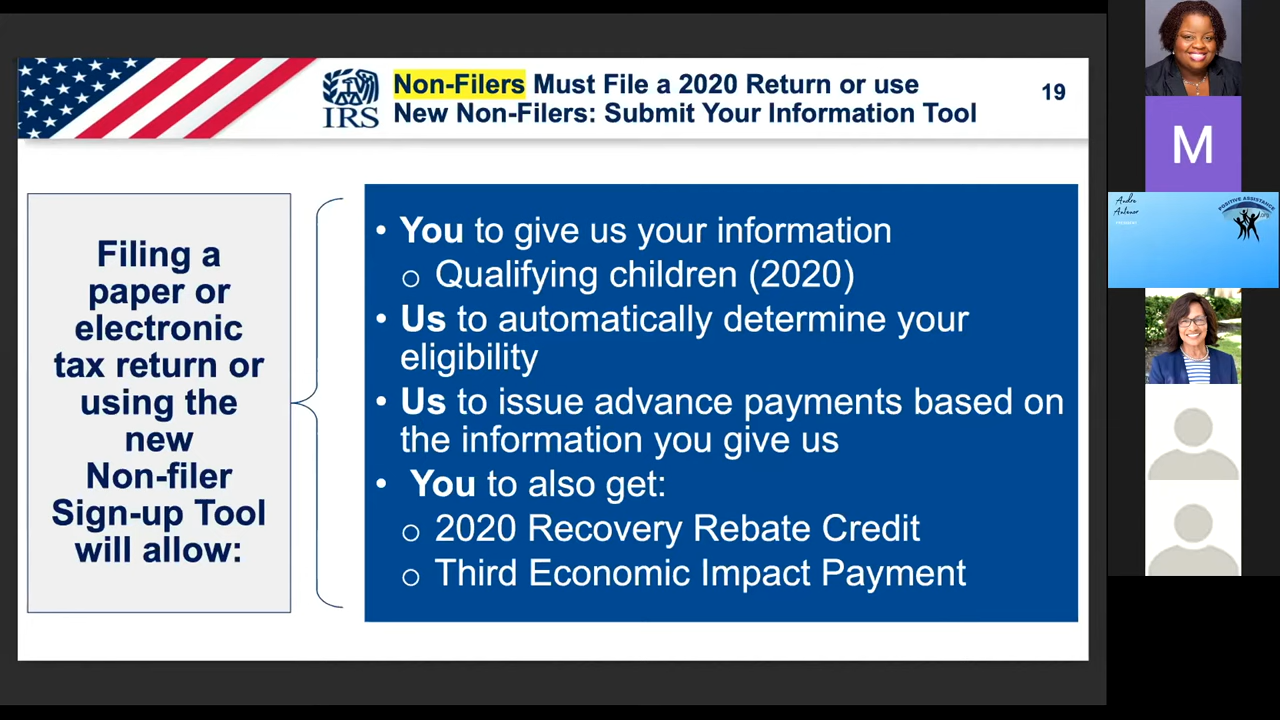 Non-Filers Must File a 2020 Return or use
New Non-Filers: Submit Your Information Tool
19
IRS
Filing a
paper or
electronic
tax return or
using the
new
Non-filer
Sign-up Tool
will allow:
• You to give us your information
o Qualifying children (2020)
• Us to automatically determine your
eligibility
• Us to issue advance payments based on
the information you give us
• You to also get:
o 2020 Recovery Rebate Credit
o Third Economic Impact Payment
M
POSITIVE ASSISTANCE